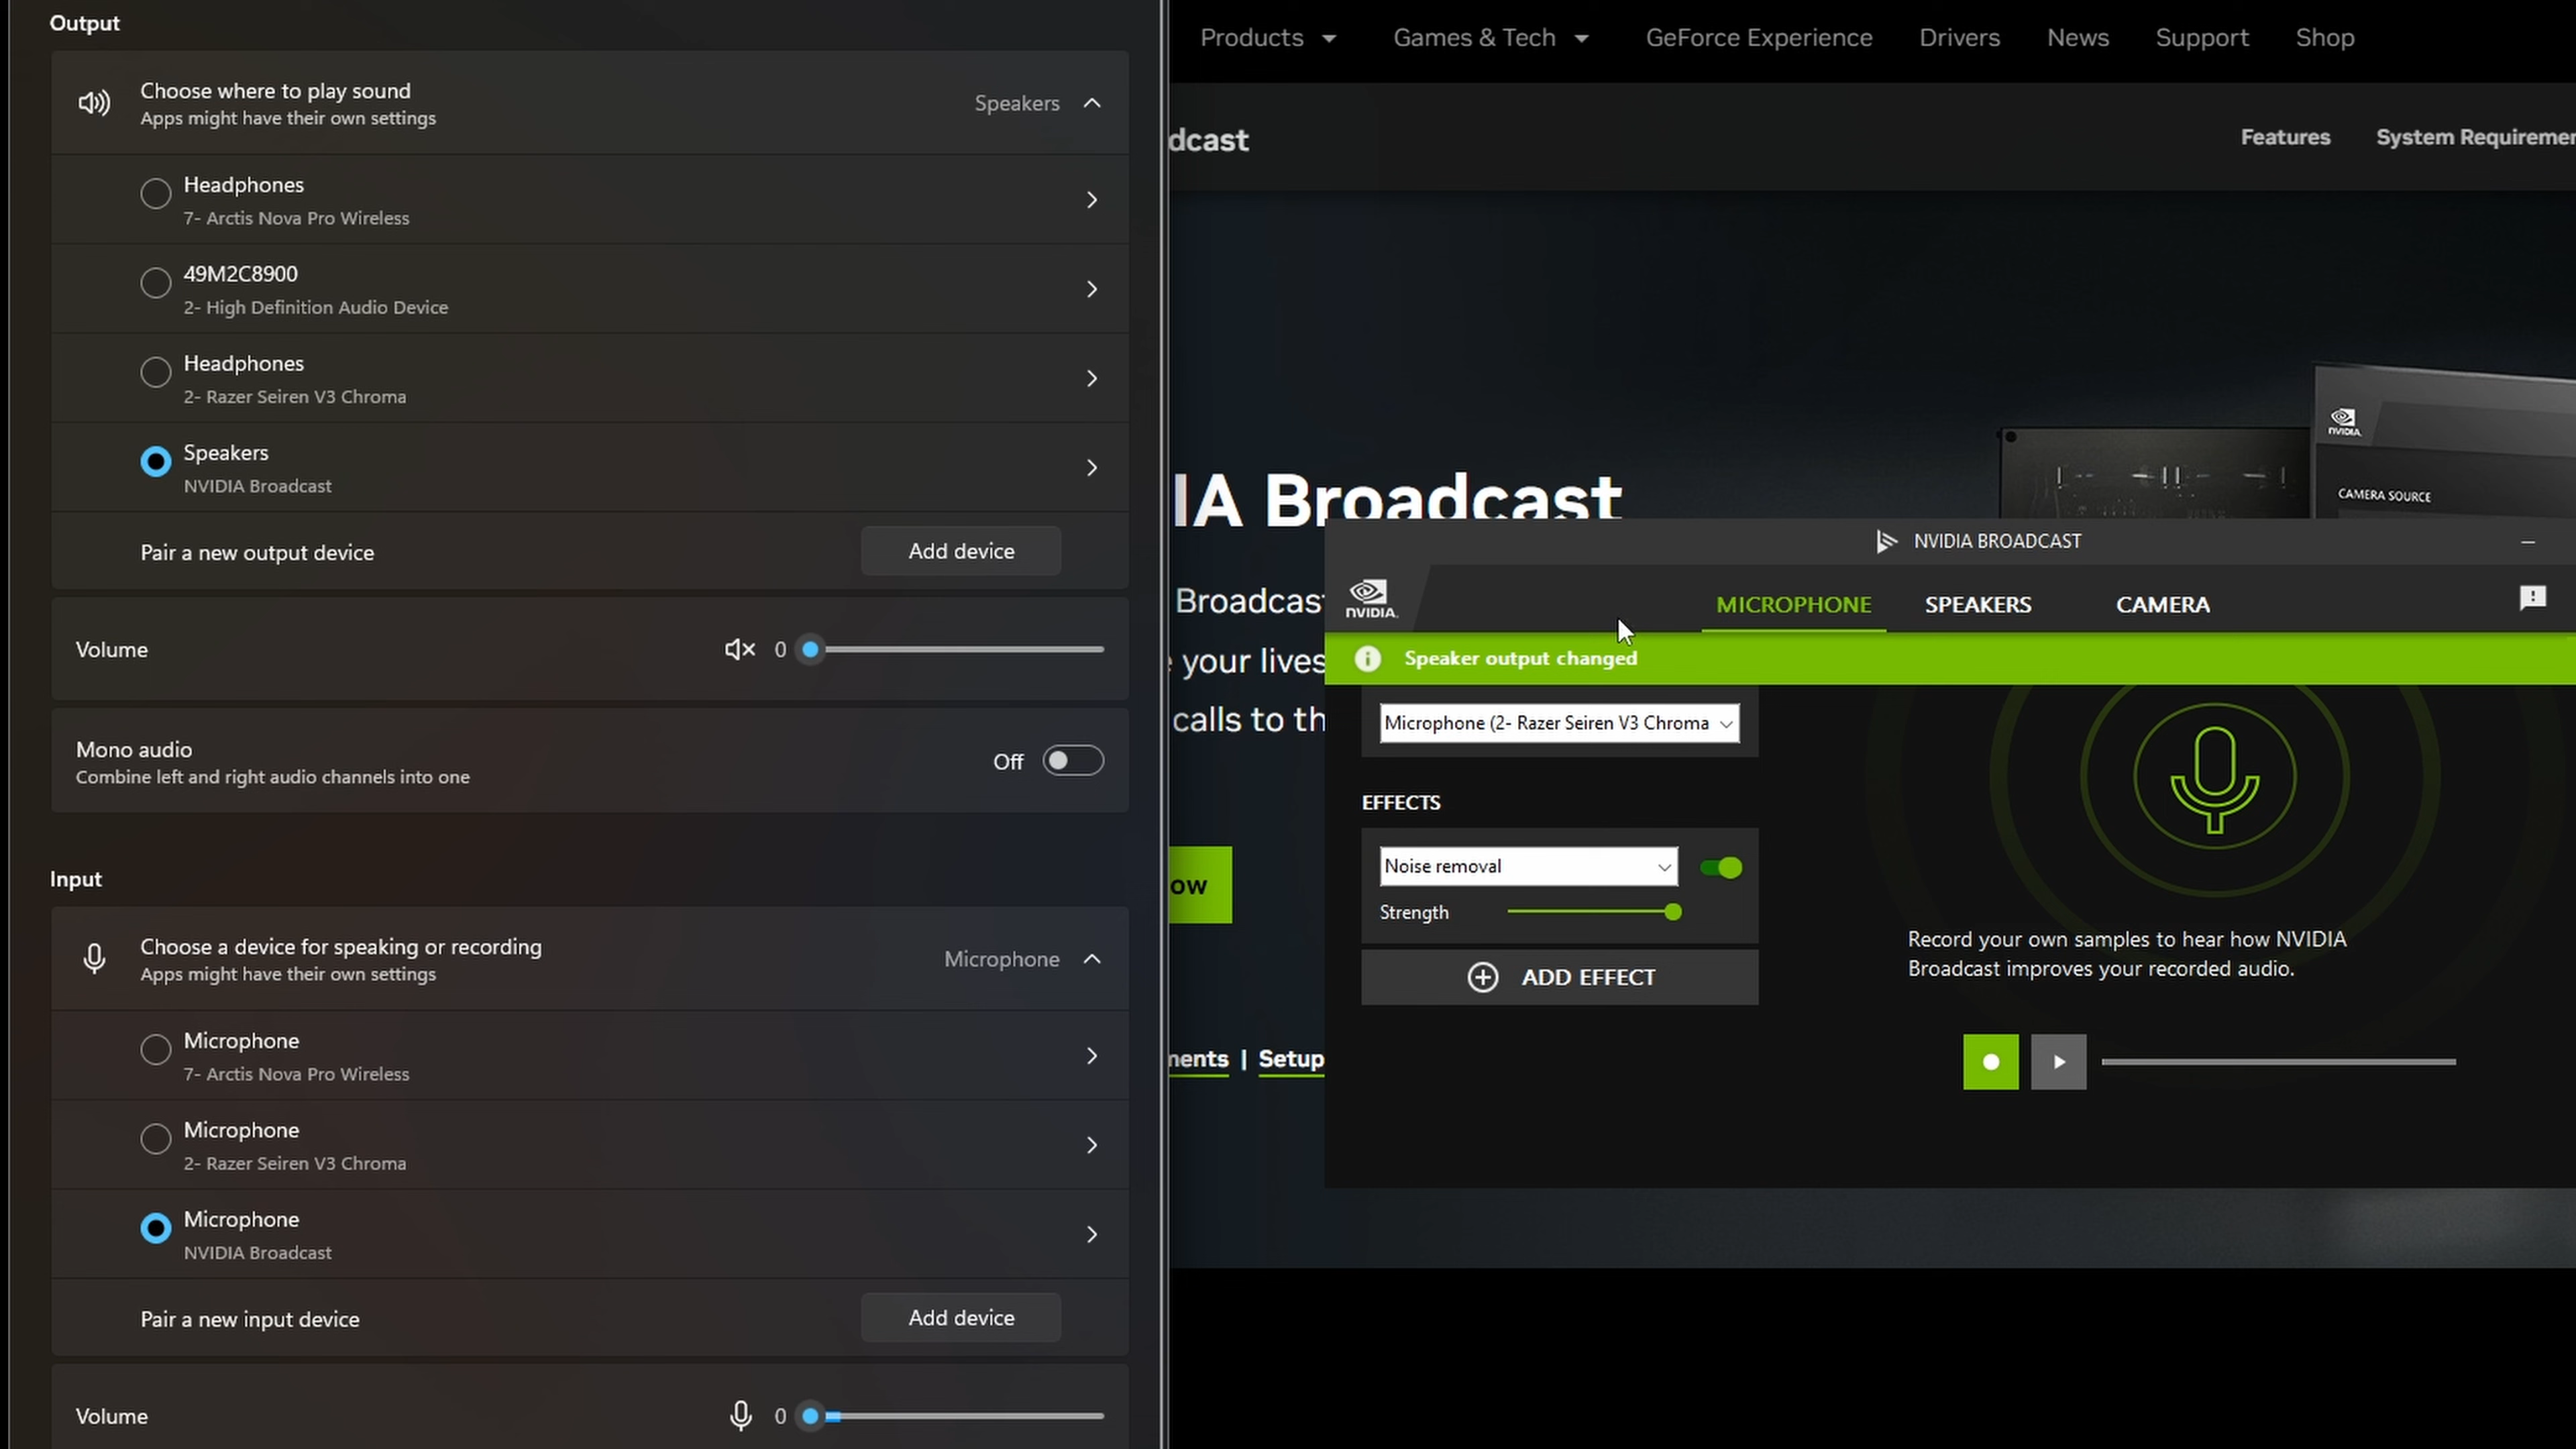 Output
Choose where to play sound
Apps might have their own settings
Speakers
Headphones
7- Arctis Nova Pro Wireless
49M2C8900
2- High Definition Audio Device
Headphones
2- Razer Seiren V3 Chroma
Speakers
NVIDIA Broadcast
Pair a new output device
Add device
Volume
0
Mono audio
Combine left and right audio channels into one
Off
Input
Choose a device for speaking or recording
Apps might have their own settings
Microphone
Microphone
7- Arctis Nova Pro Wireless
Microphone
2- Razer Seiren V3 Chroma
Microphone
NVIDIA Broadcast
Pair a new input device
Add device
Volume
0
Products
Games & Tech
GeForce Experience
Drivers
News
Support
Shop
dcast
Features
System Requiremen
IA Broadcast
Broadcast
your lives
calls to th
ow
ments | Setup
NVIDIA.
CAMERA SOURCE
NVIDIA BROADCAST
NVIDIA.
MICROPHONE
SPEAKERS
CAMERA
Speaker output changed
Microphone (2- Razer Seiren V3 Chroma
EFFECTS
Noise removal
Strength
ADD EFFECT
Record your own samples to hear how NVIDIA
Broadcast improves your recorded audio.